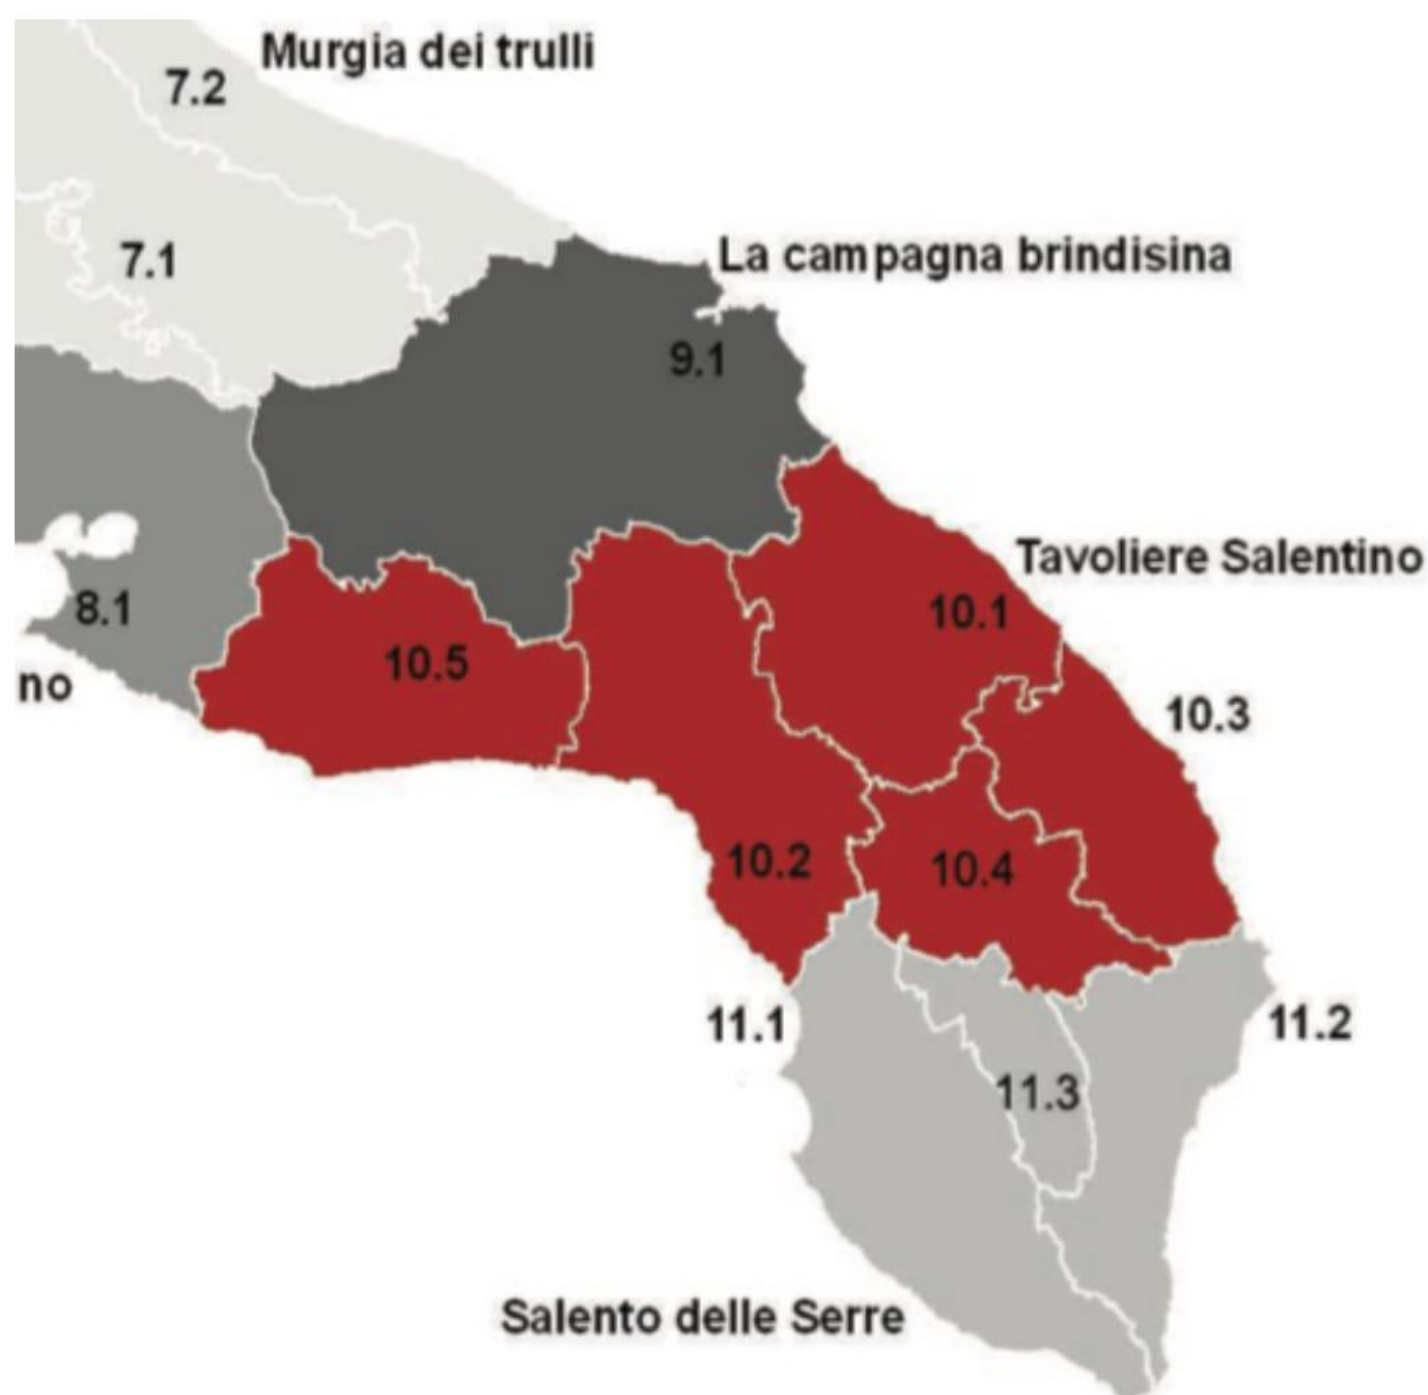 Murgia dei trulli
7.2
La campagna brindisina
7.1
9.1
Tavoliere Salentino
8.1
10.1
10.5
no
10.3
10.2
10.4
11.1
11.2
11.3
Salento delle Serre